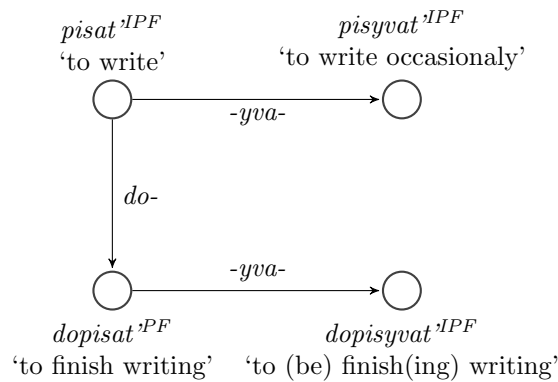 pisat’IPF
‘to write’
pisyvat’IPF
‘to write occasionaly’
-yva-
do-
-yva-
dopisat’PF
‘to finish writing’
dopisyvat’IPF
‘to (be) finish(ing) writing’